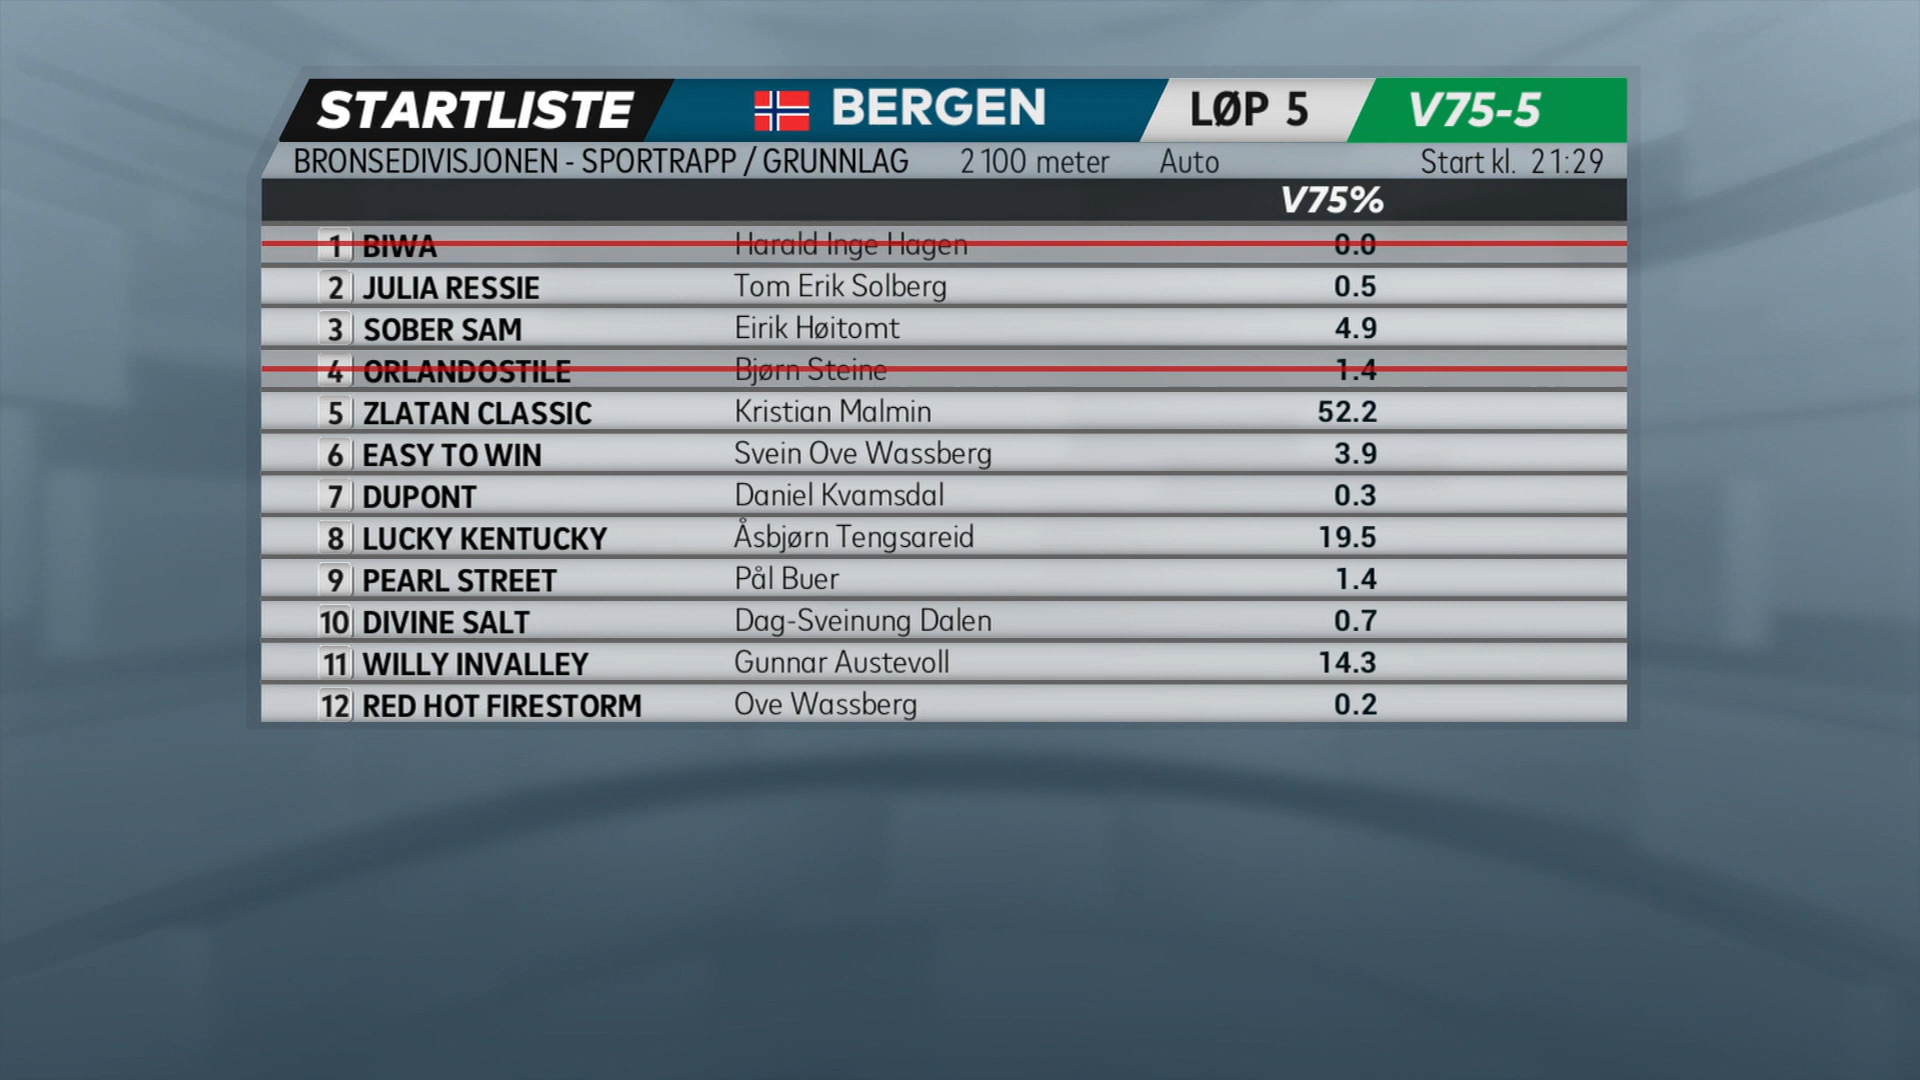 STARTLISTE BERGEN LØP 5 V75-5
BRONSEDIVISJONEN - SPORTRAPP / GRUNNLAG 2100 meter Auto Start kl. 21:29
V75%
1 BIWA Harald Inge Hagen 0.0
2 JULIA RESSIE Tom Erik Solberg 0.5
3 SOBER SAM Eirik Høitomt 4.9
4 ORLANDOSTILE Bjørn Steine 1.4
5 ZLATAN CLASSIC Kristian Malmin 52.2
6 EASY TO WIN Svein Ove Wassberg 3.9
7 DUPONT Daniel Kvamsdal 0.3
8 LUCKY KENTUCKY Åsbjørn Tengsareid 19.5
9 PEARL STREET Pål Buer 1.4
10 DIVINE SALT Dag-Sveinung Dalen 0.7
11 WILLY INVALLEY Gunnar Austevoll 14.3
12 RED HOT FIRESTORM Ove Wassberg 0.2